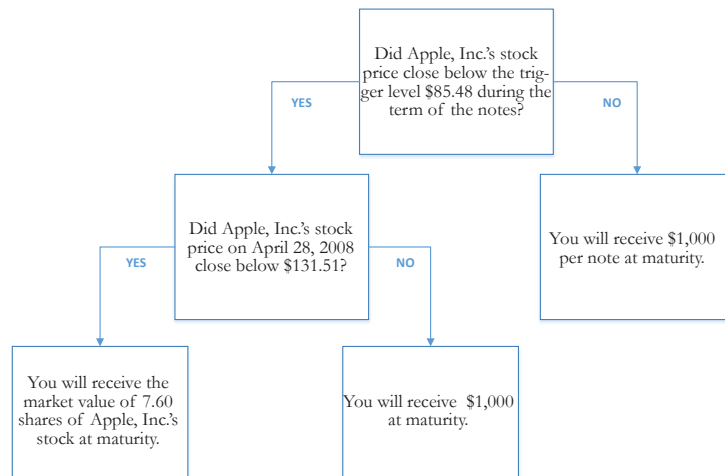 Did Apple, Inc.'s stock
price close below the trig-
ger level $85.48 during the
term of the notes?
YES
NO
Did Apple, Inc.'s stock
price on April 28, 2008
close below $131.51?
You will receive $1,000
per note at maturity.
YES
NO
You will receive the
market value of 7.60
shares of Apple, Inc.'s
stock at maturity.
You will receive $1,000
at maturity.